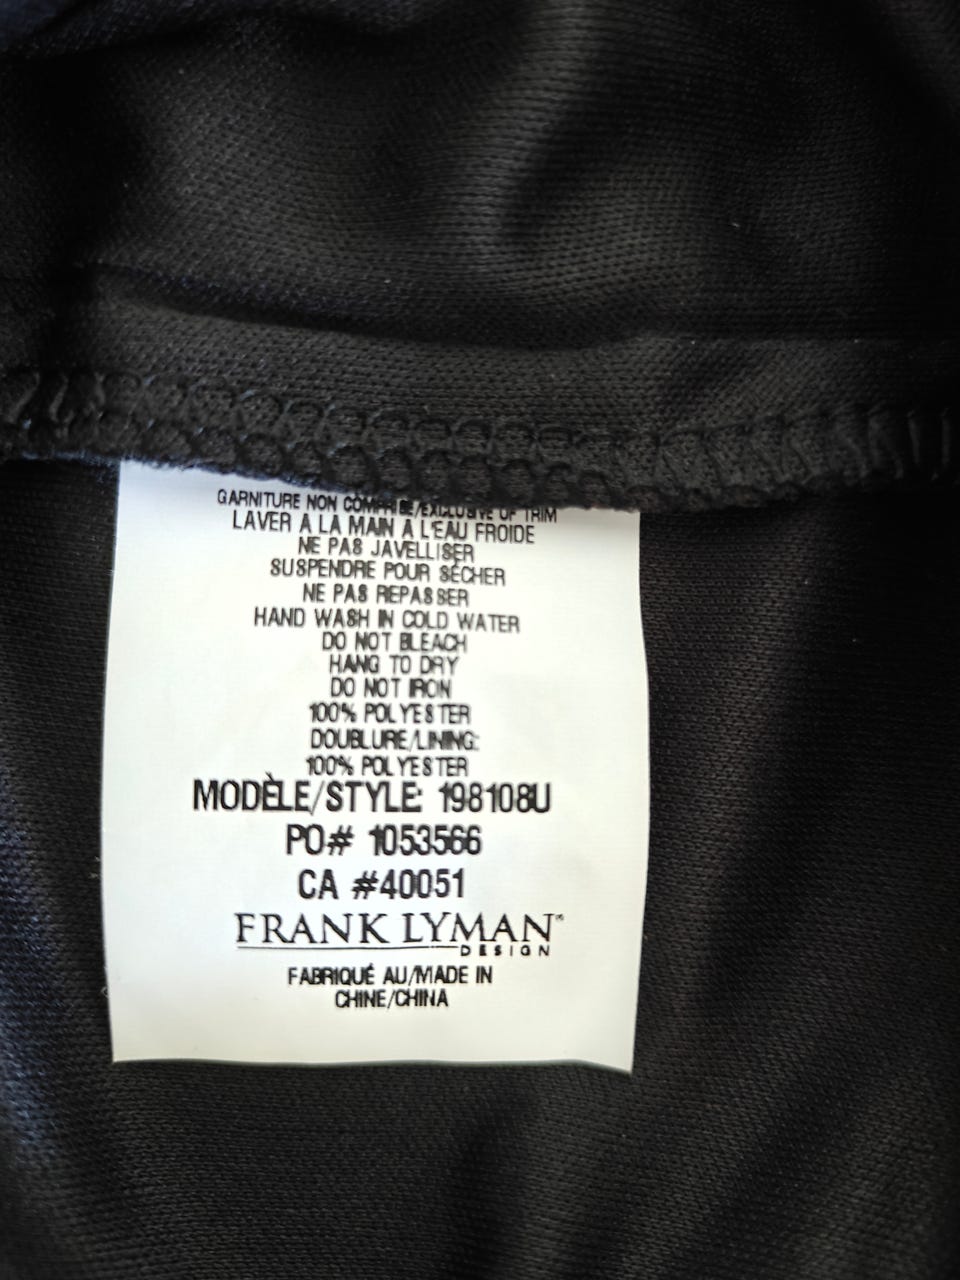 GARNITURE NON COMPRISE/EXCLUSIVE OF TRIM
LAVER À LA MAIN À L'EAU FROIDE
NE PAS JAVELLISER
SUSPENDRE POUR SÉCHER
NE PAS REPASSER
HAND WASH IN COLD WATER
DO NOT BLEACH
HANG TO DRY
DO NOT IRON
100% POLYESTER
DOUBLURE/LINING:
100% POLYESTER
MODÈLE/STYLE: 198108U
PO# 1053566
CA #40051
FRANK LYMAN™
DESIGN
FABRIQUÉ AU/MADE IN
CHINE/CHINA